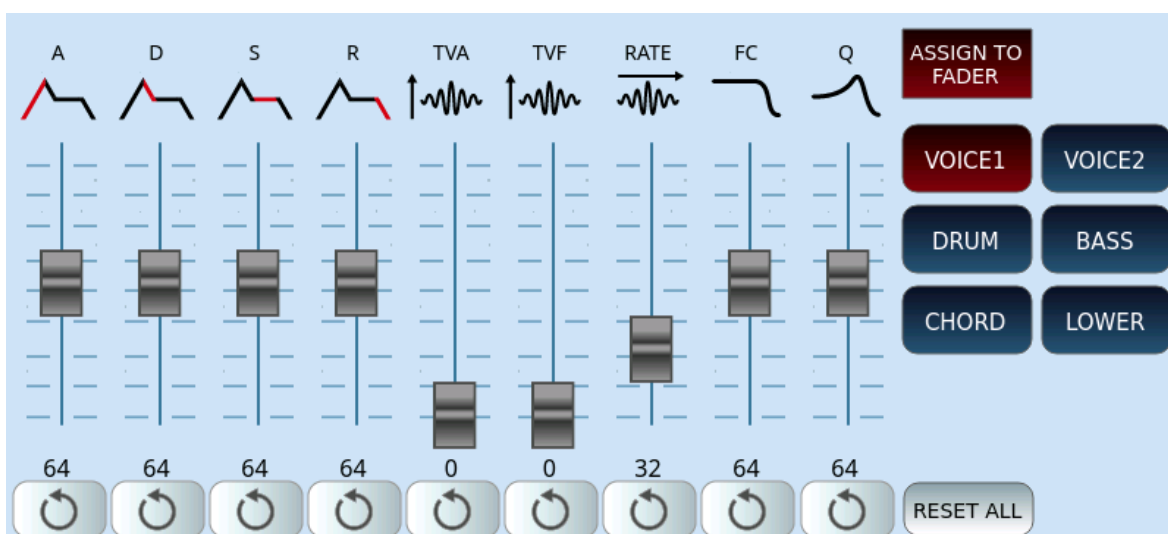 A D S R TVA TVF RATE FC Q
ASSIGN TO
FADER
VOICE1 VOICE2
DRUM BASS
CHORD LOWER
64 64 64 64 0 0 32 64 64
RESET ALL